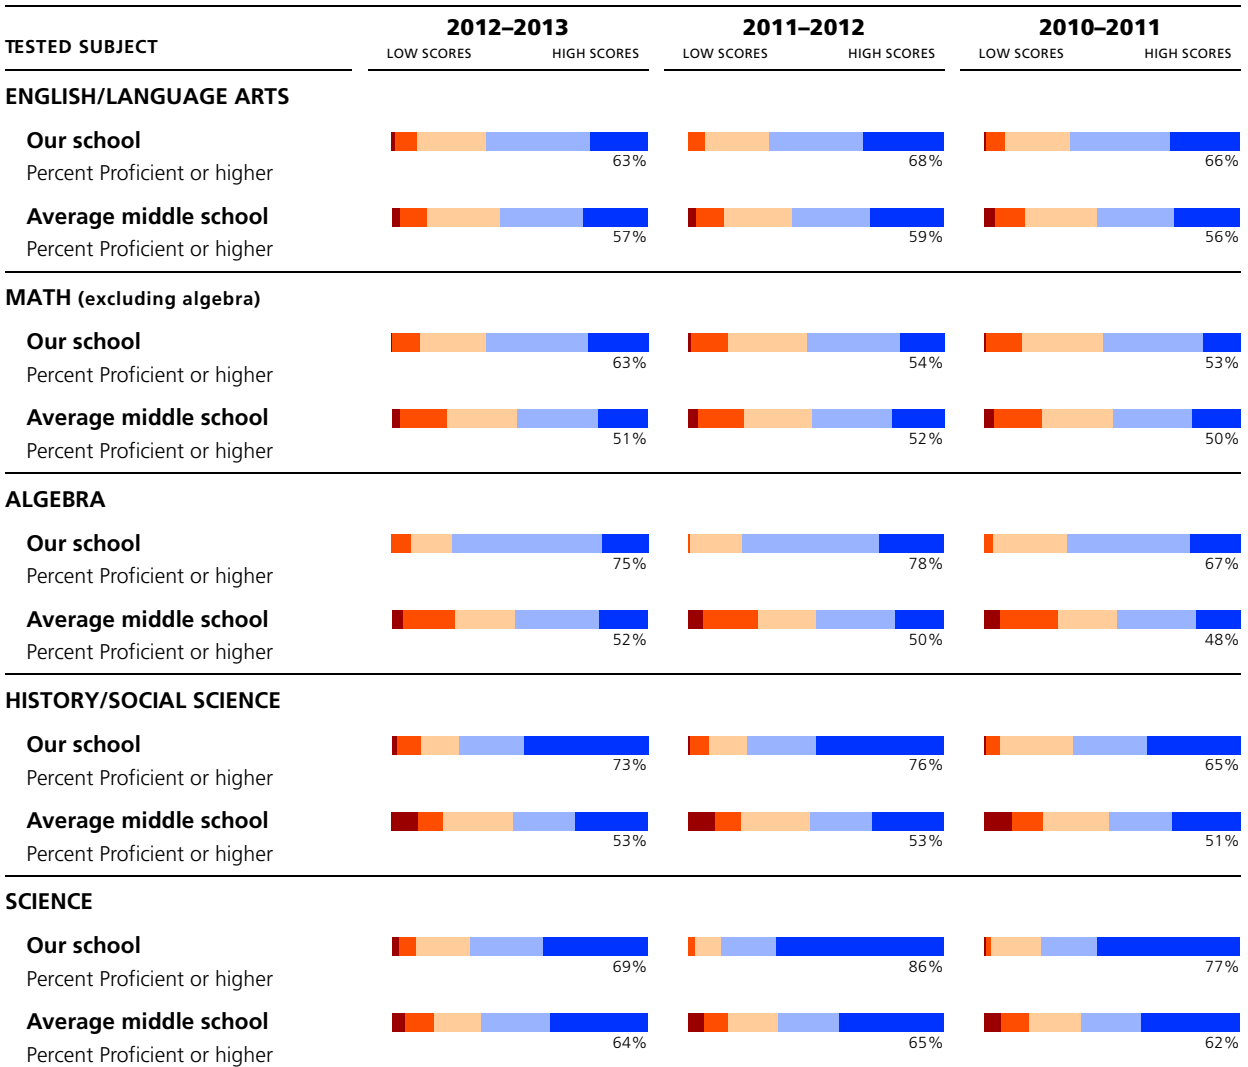 2012–2013 2011–2012 2010–2011
TESTED SUBJECT LOW SCORES HIGH SCORES LOW SCORES HIGH SCORES LOW SCORES HIGH SCORES
ENGLISH/LANGUAGE ARTS
Our school
63% 68% 66%
Percent Proficient or higher
Average middle school
57% 59% 56%
Percent Proficient or higher
MATH (excluding algebra)
Our school
63% 54% 53%
Percent Proficient or higher
Average middle school
51% 52% 50%
Percent Proficient or higher
ALGEBRA
Our school
75% 78% 67%
Percent Proficient or higher
Average middle school
52% 50% 48%
Percent Proficient or higher
HISTORY/SOCIAL SCIENCE
Our school
73% 76% 65%
Percent Proficient or higher
Average middle school
53% 53% 51%
Percent Proficient or higher
SCIENCE
Our school
69% 86% 77%
Percent Proficient or higher
Average middle school
64% 65% 62%
Percent Proficient or higher